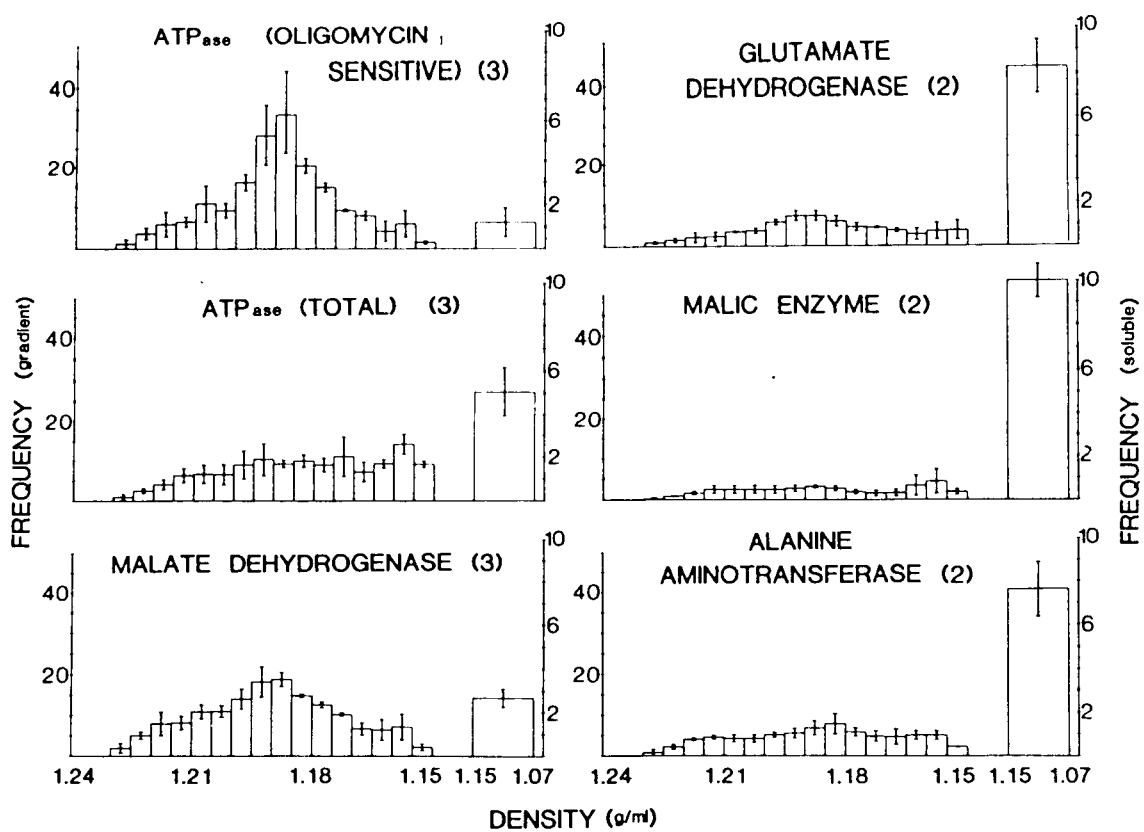 ATPase (OLIGOMYCIN
SENSITIVE) (3)
40
20
10
6
2
GLUTAMATE
DEHYDROGENASE (2)
40
20
10
6
2
ATPase (TOTAL) (3)
40
20
10
6
2
MALIC ENZYME (2)
40
20
10
6
2
MALATE DEHYDROGENASE (3)
40
20
10
6
2
ALANINE
AMINOTRANSFERASE (2)
40
20
10
6
2
FREQUENCY (gradient)
FREQUENCY (soluble)
1.24 1.21 1.18 1.15 1.15 1.07
1.24 1.21 1.18 1.15 1.15 1.07
DENSITY (g/ml)